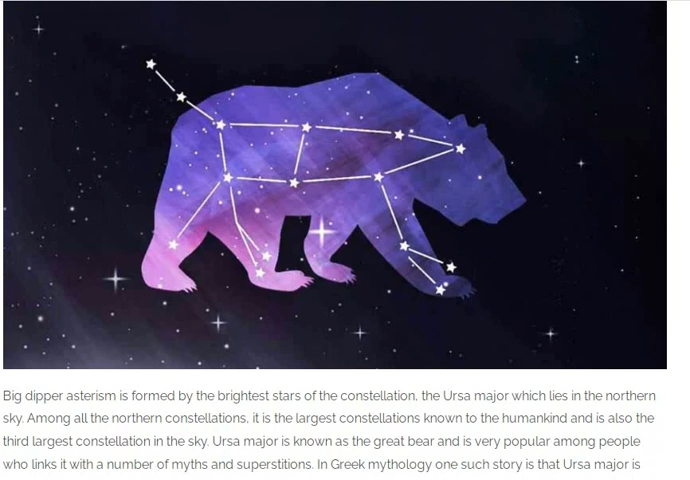 Big dipper asterism is formed by the brightest stars of the constellation, the Ursa major which lies in the northern
sky. Among all the northern constellations, it is the largest constellations known to the humankind and is also the
third largest constellation in the sky. Ursa major is known as the great bear and is very popular among people
who links it with a number of myths and superstitions. In Greek mythology one such story is that Ursa major is